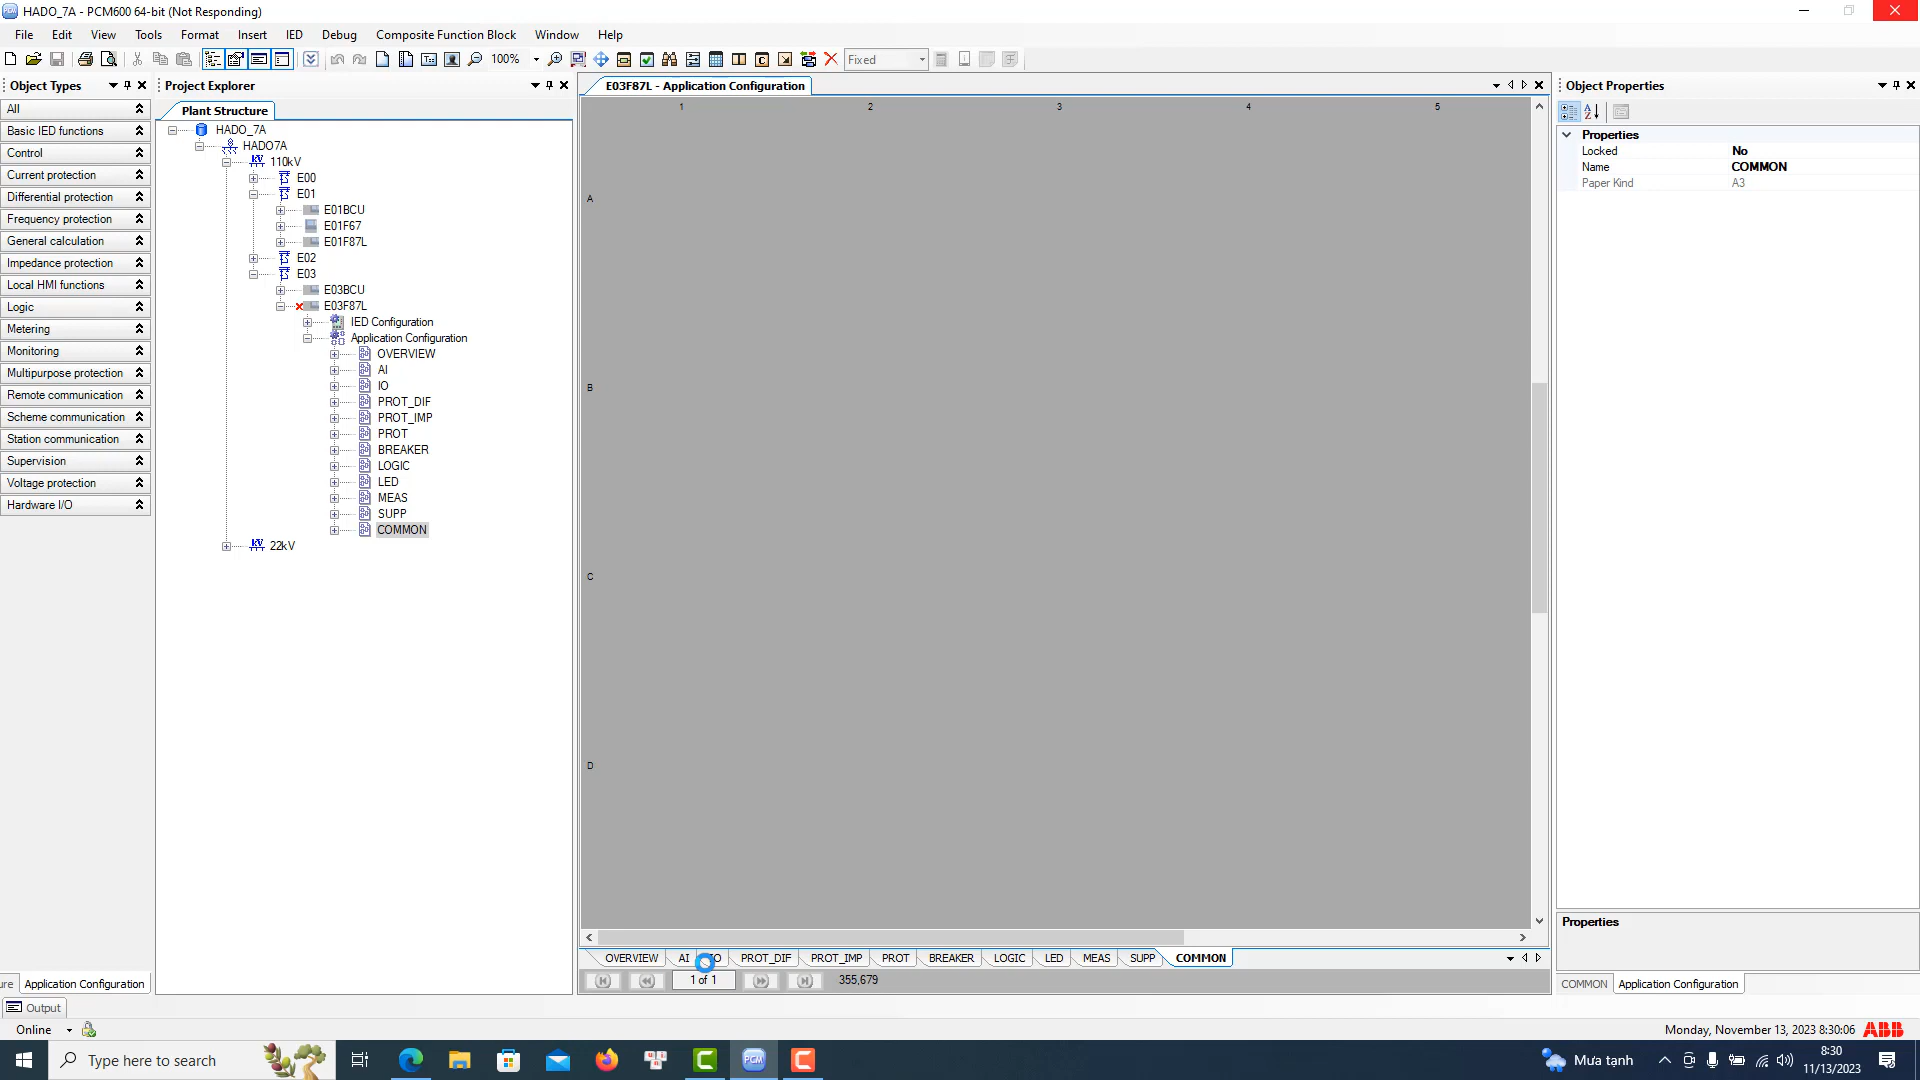 HADO_7A - PCM600 64-bit (Not Responding)
File Edit View Tools Format Insert IED Debug Composite Function Block Window Help
100% Fixed
Object Types
All
Basic IED functions
Control
Current protection
Differential protection
Frequency protection
General calculation
Impedance protection
Local HMI functions
Logic
Metering
Monitoring
Multipurpose protection
Remote communication
Scheme communication
Station communication
Supervision
Voltage protection
Hardware I/O
Application Configuration
Project Explorer
Plant Structure
HADO_7A
HADO7A
110kV
E00
E01
E01BCU
E01F67
E01F87L
E02
E03
E03BCU
E03F87L
IED Configuration
Application Configuration
OVERVIEW
AI
IO
PROT_DIF
PROT_IMP
PROT
BREAKER
LOGIC
LED
MEAS
SUPP
COMMON
22kV
E03F87L - Application Configuration
1 2 3 4 5
A
B
C
D
OVERVIEW AI PROT_DIF PROT_IMP PROT BREAKER LOGIC LED MEAS SUPP COMMON
1 of 1 355,679
Object Properties
Properties
Locked No
Name COMMON
Paper Kind A3
Properties
COMMON Application Configuration
Output
Online
Monday, November 13, 2023 8:30:06 ABB
Type here to search
PCM
Mưa tạnh
8:30
11/13/2023